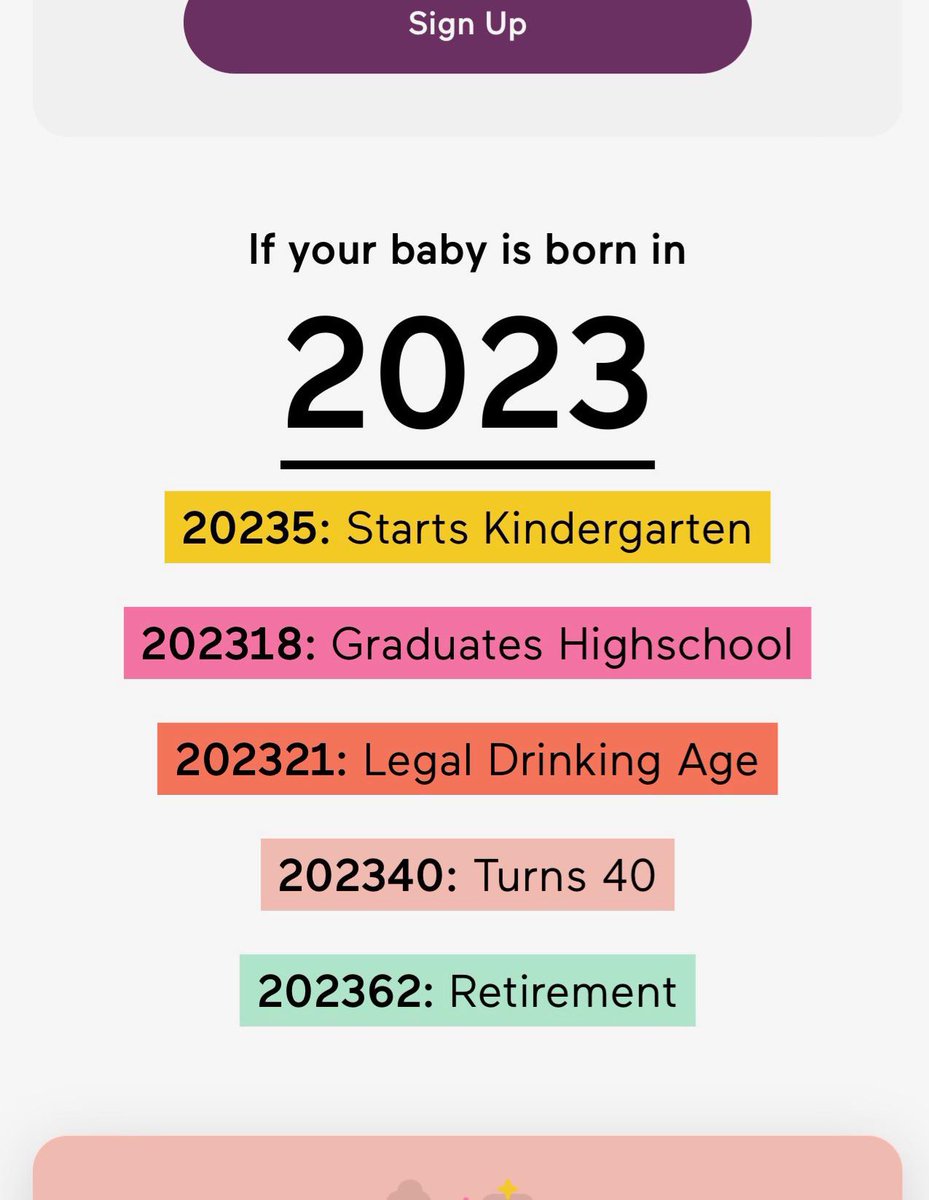 Sign Up
If your baby is born in
2023
20235: Starts Kindergarten
202318: Graduates Highschool
202321: Legal Drinking Age
202340: Turns 40
202362: Retirement